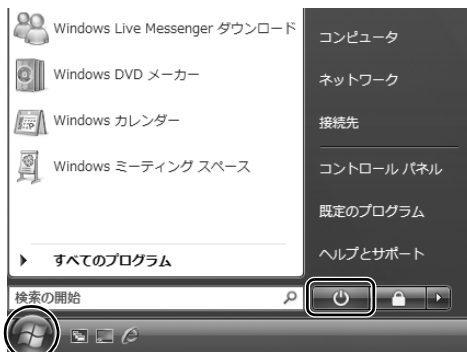 Windows Live Messenger ダウンロード
Windows DVD メーカー
Windows カレンダー
Windows ミーティング スペース
すべてのプログラム
検索の開始
コンピュータ
ネットワーク
接続先
コントロール パネル
既定のプログラム
ヘルプとサポート